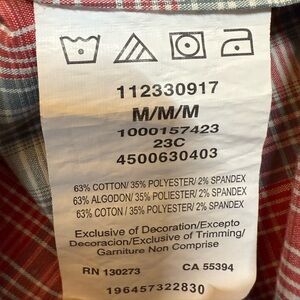 112330917
M/M/M
1000157423
23C
4500630403
63% COTTON/ 35% POLYESTER/ 2% SPANDEX
63% ALGODON/ 35% POLYESTER/ 2% SPANDEX
63% COTON / 35% POLYESTER/ 2% SPANDEX
Exclusive of Decoration/Excepto
Decoracion/Exclusive of Trimming/
Garniture Non Comprise
RN 130273 CA 55394
196457322830